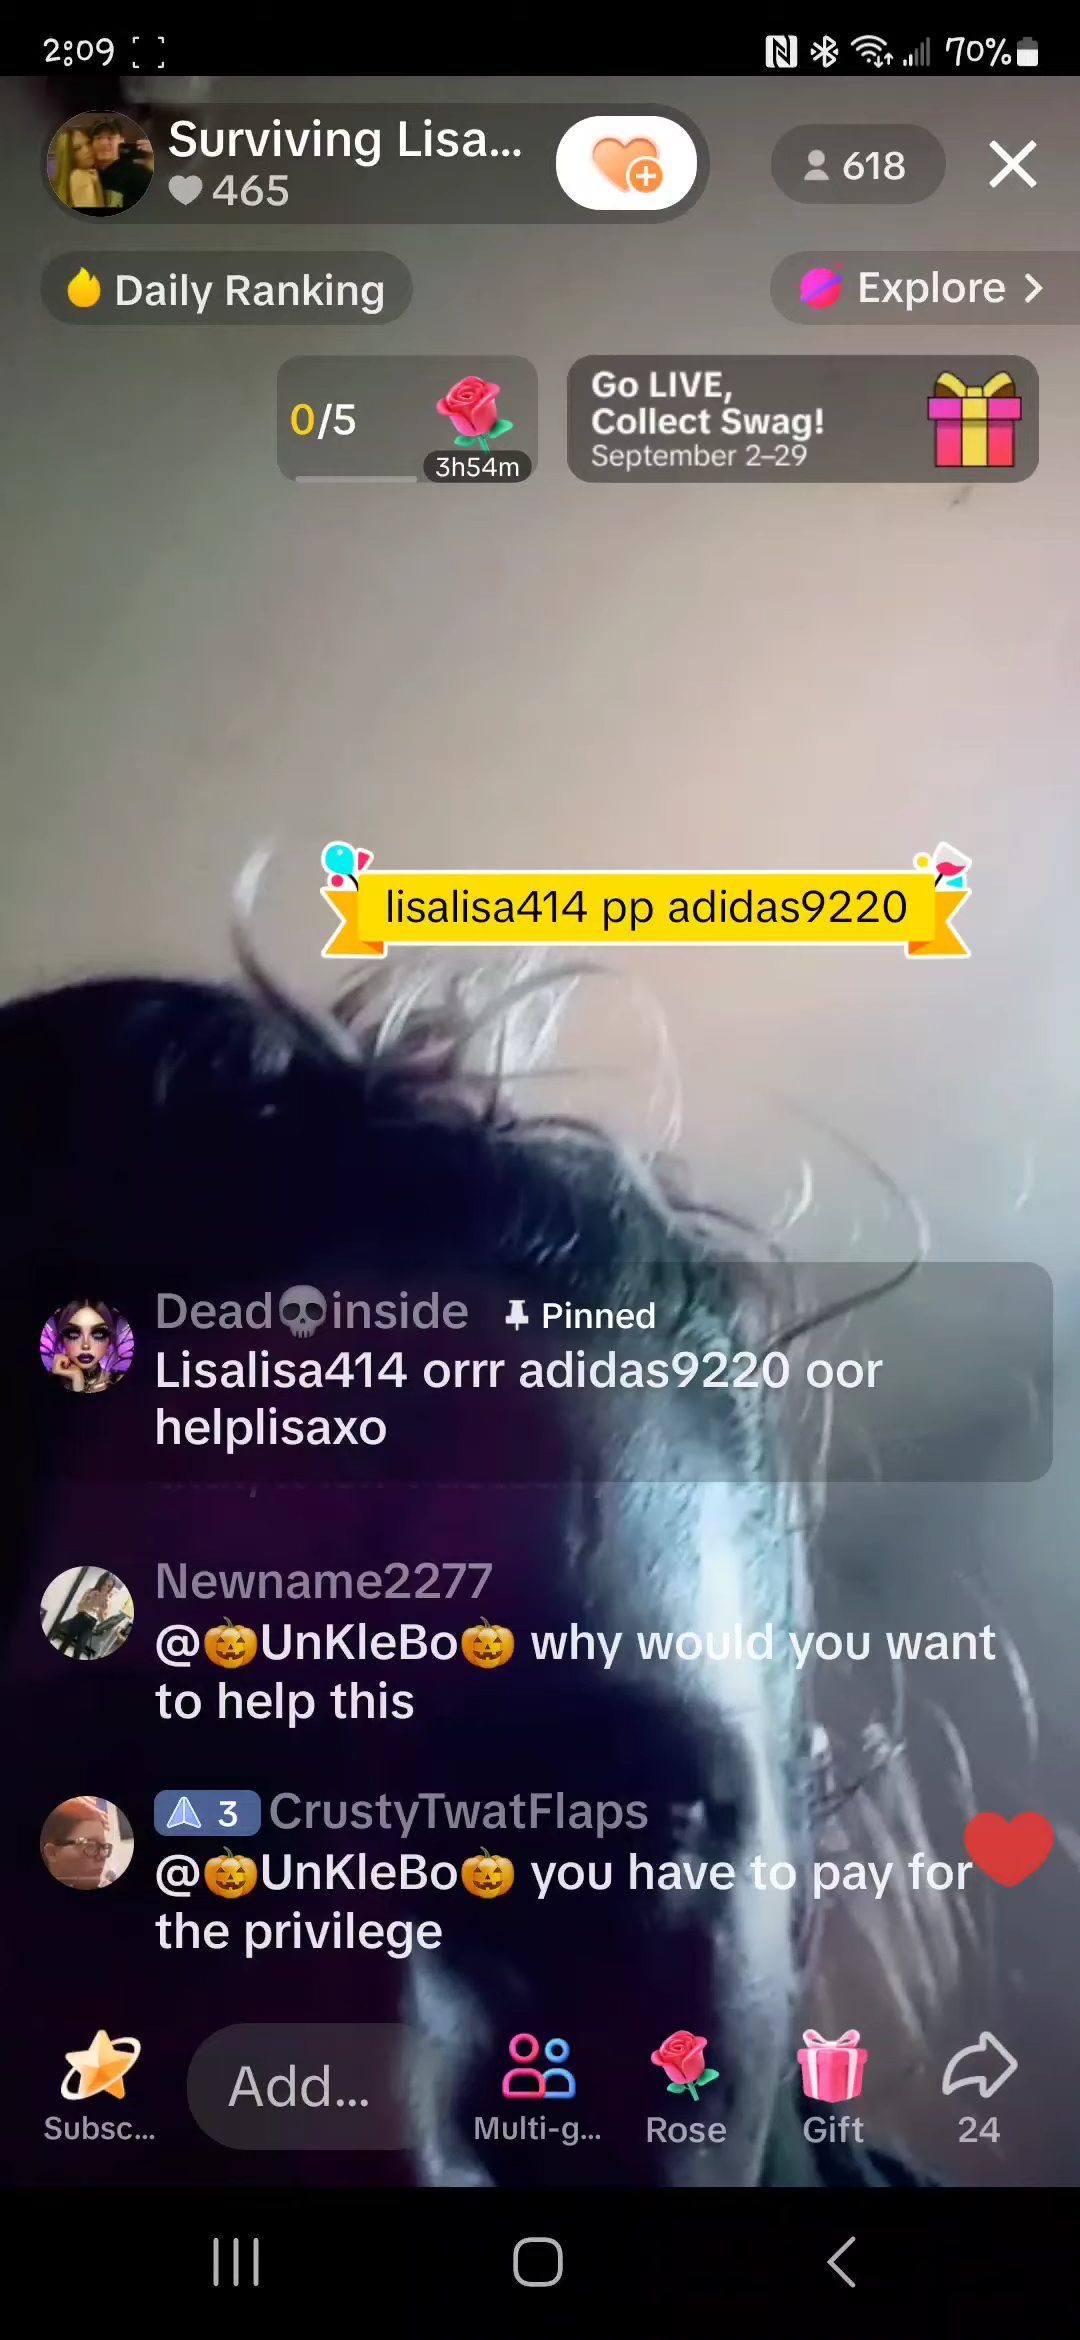 2:09
70%
Surviving Lisa...
465
618
Daily Ranking
Explore
0/5
3h54m
Go LIVE,
Collect Swag!
September 2–29
lisalisa414 pp adidas9220
Dead💀inside Pinned
Lisalisa414 orrr adidas9220 oor
helplisaxo
Newname2277
@🎃UnKleBo🎃 why would you want
to help this
3 CrustyTwatFlaps
@🎃UnKleBo🎃 you have to pay for
the privilege
Add...
Subsc...
Multi-g...
Rose
Gift
24